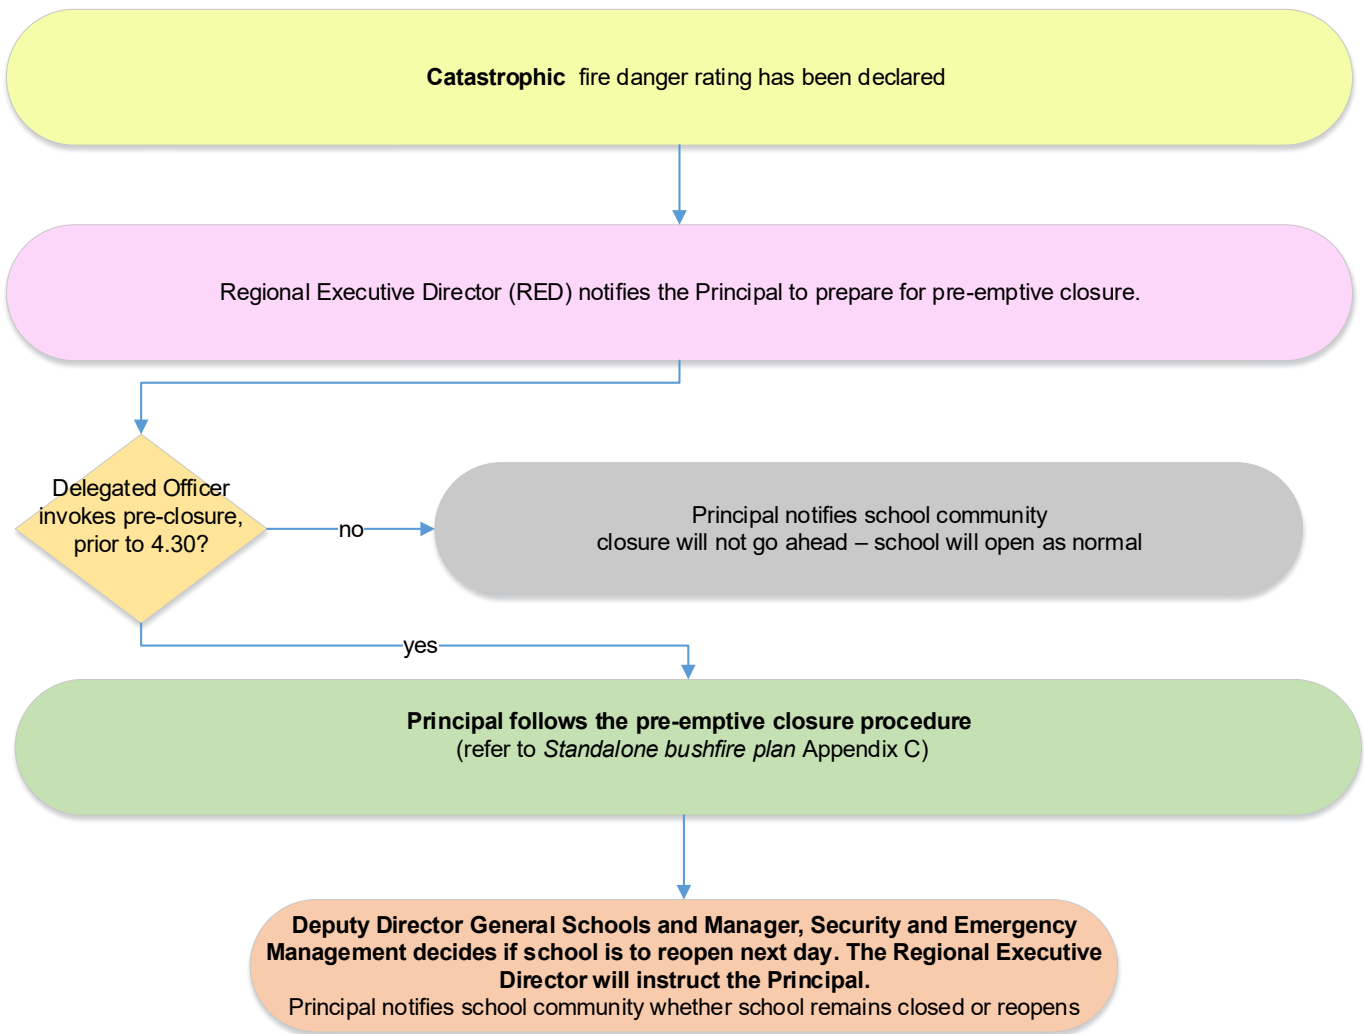 Catastrophic fire danger rating has been declared
Regional Executive Director (RED) notifies the Principal to prepare for pre-emptive closure.
Delegated Officer
invokes pre-closure,
prior to 4.30?
no
Principal notifies school community
closure will not go ahead – school will open as normal
yes
Principal follows the pre-emptive closure procedure
(refer to Standalone bushfire plan Appendix C)
Deputy Director General Schools and Manager, Security and Emergency
Management decides if school is to reopen next day. The Regional Executive
Director will instruct the Principal.
Principal notifies school community whether school remains closed or reopens